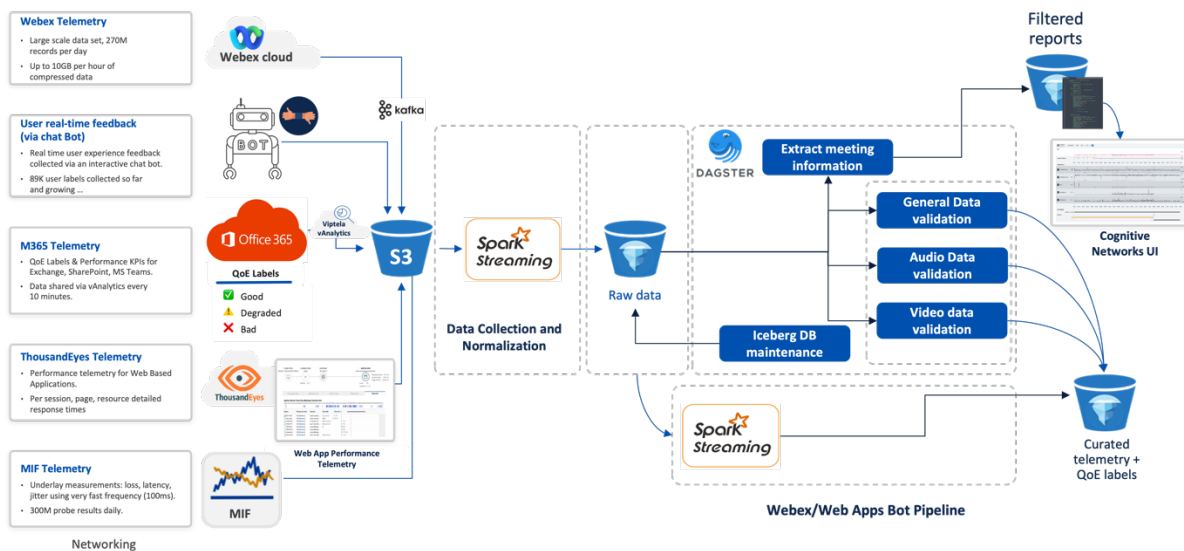 Webex Telemetry
• Large scale data set, 270M
records per day
• Up to 10GB per hour of
compressed data
User real-time feedback
(via chat Bot)
• Real time user experience feedback
collected via an interactive chat bot.
• 89K user labels collected so far
and growing ...
M365 Telemetry
• QoE Labels & Performance KPIs for
Exchange, SharePoint, MS Teams.
• Data shared via vAnalytics every
10 minutes.
ThousandEyes Telemetry
• Performance telemetry for Web Based
Applications.
• Per session, page, resource detailed
response times
MIF Telemetry
• Underlay measurements: loss, latency,
jitter using very fast frequency (100ms).
• 300M probe results daily.
Networking
Webex cloud
BOT
kafka
Office 365
Viptela
vAnalytics
QoE Labels
Good
Degraded
Bad
ThousandEyes
Web App Performance
Telemetry
MIF
S3
Spark
Streaming
Data Collection and
Normalization
Raw data
DAGSTER
Extract meeting
information
General Data
validation
Audio Data
validation
Video data
validation
Iceberg DB
maintenance
Spark
Streaming
Webex/Web Apps Bot Pipeline
Filtered
reports
Cognitive
Networks UI
Curated
telemetry +
QoE labels